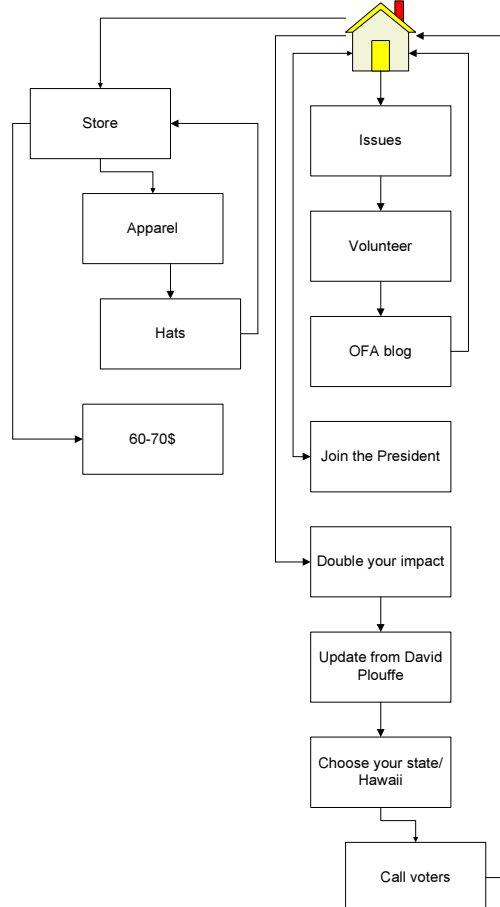 Store
Apparel
Hats
60-70$
Issues
Volunteer
OFA blog
Join the President
Double your impact
Update from David
Plouffe
Choose your state/
Hawaii
Call voters